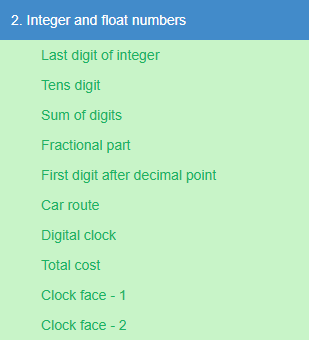 2. Integer and float numbers
Last digit of integer
Tens digit
Sum of digits
Fractional part
First digit after decimal point
Car route
Digital clock
Total cost
Clock face - 1
Clock face - 2